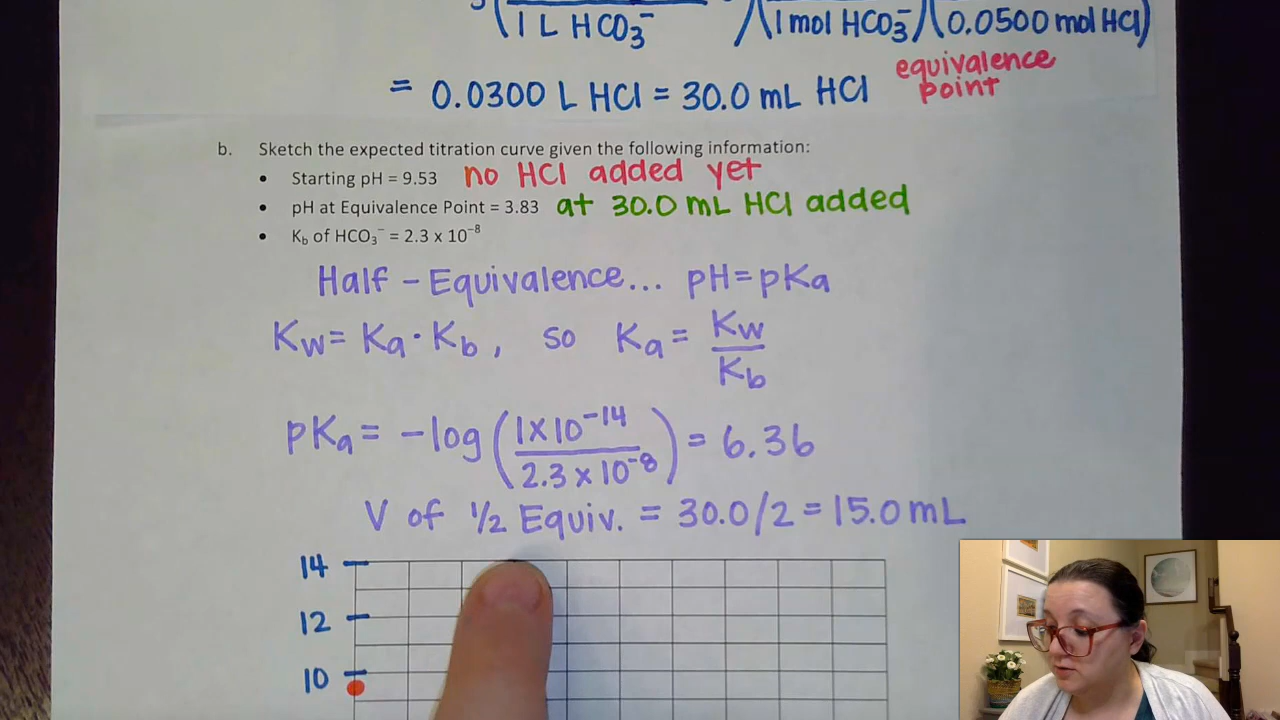 1 L HCO₃⁻ 1 mol HCO₃⁻ 0.0500 mol HCl
= 0.0300 L HCl = 30.0 mL HCl equivalence point
b. Sketch the expected titration curve given the following information:
• Starting pH = 9.53 no HCl added yet
• pH at Equivalence Point = 3.83 at 30.0 mL HCl added
• K_b of HCO₃⁻ = 2.3 x 10⁻⁸
Half - Equivalence... pH = pKa
Kw = Ka · Kb, so Ka = Kw / Kb
pKa = -log (1 x 10⁻¹⁴ / 2.3 x 10⁻⁸) = 6.36
V of 1/2 Equiv. = 30.0/2 = 15.0 mL
14
12
10